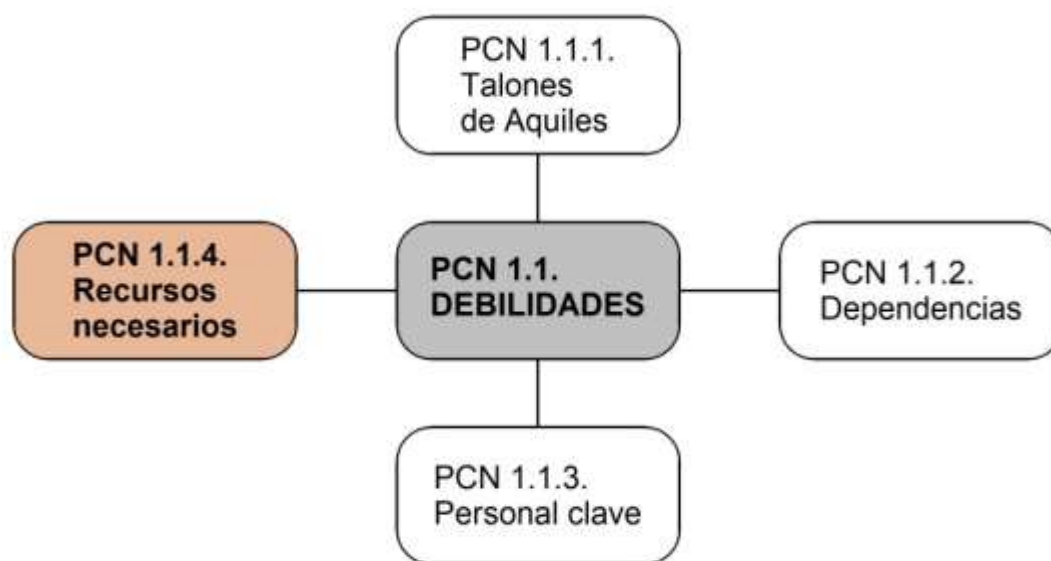 PCN 1.1.1.
Talones
de Aquiles
PCN 1.1.4.
Recursos
necesarios
PCN 1.1.
DEBILIDADES
PCN 1.1.2.
Dependencias
PCN 1.1.3.
Personal clave